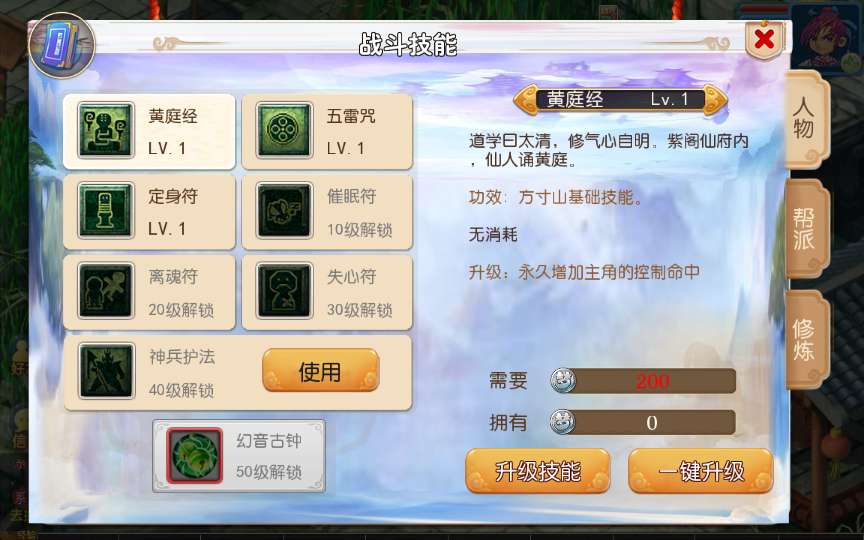 战斗技能
黄庭经
LV. 1
五雷咒
LV. 1
定身符
LV. 1
催眠符
10级解锁
离魂符
20级解锁
失心符
30级解锁
神兵护法
40级解锁
使用
幻音古钟
50级解锁
黄庭经 Lv. 1
道学曰太清，修气心自明。紫阁仙府内
，仙人诵黄庭。
功效：方寸山基础技能。
无消耗
升级：永久增加主角的控制命中
需要 200
拥有 0
升级技能
一键升级
人物
帮派
修炼